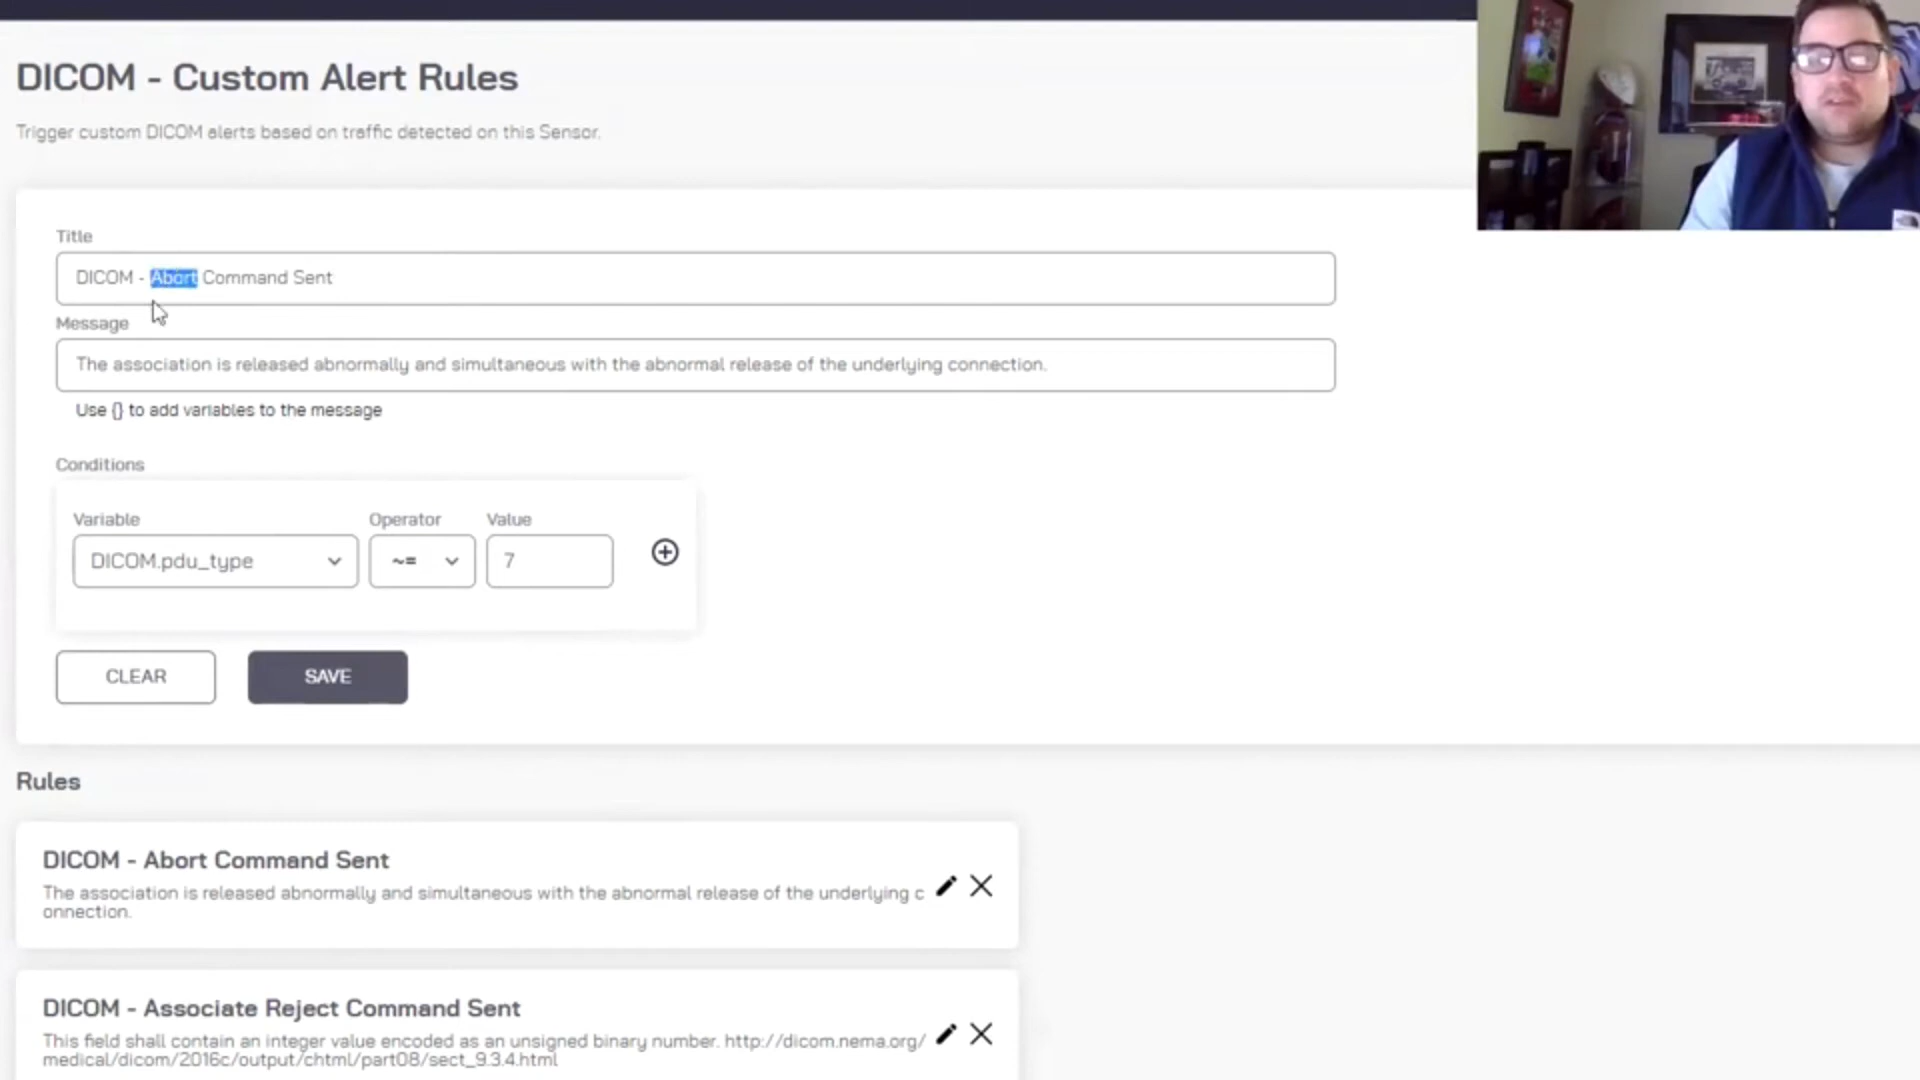 DICOM - Custom Alert Rules
Trigger custom DICOM alerts based on traffic detected on this Sensor.
Title
DICOM - Abort Command Sent
Message
The association is released abnormally and simultaneous with the abnormal release of the underlying connection.
Use {} to add variables to the message
Conditions
Variable Operator Value
DICOM.pdu_type ~= 7
CLEAR SAVE
Rules
DICOM - Abort Command Sent
The association is released abnormally and simultaneous with the abnormal release of the underlying c
onnection.
DICOM - Associate Reject Command Sent
This field shall contain an integer value encoded as an unsigned binary number. http://dicom.nema.org/
medical/dicom/2016c/output/chtml/part08/sect_9.3.4.html